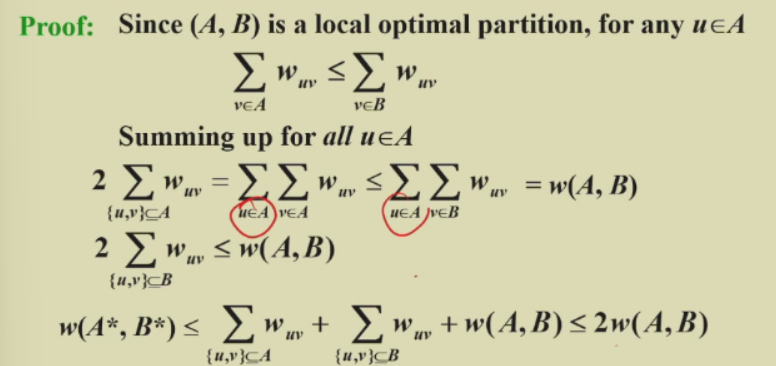 Proof: Since (A, B) is a local optimal partition, for any u∈A
∑_{v∈A} w_{uv} ≤ ∑_{v∈B} w_{uv}
Summing up for all u∈A
2 ∑_{{u,v}⊆A} w_{uv} = ∑_{u∈A} ∑_{v∈A} w_{uv} ≤ ∑_{u∈A} ∑_{v∈B} w_{uv} = w(A, B)
2 ∑_{{u,v}⊆B} w_{uv} ≤ w(A, B)
w(A*, B*) ≤ ∑_{{u,v}⊆A} w_{uv} + ∑_{{u,v}⊆B} w_{uv} + w(A, B) ≤ 2w(A, B)